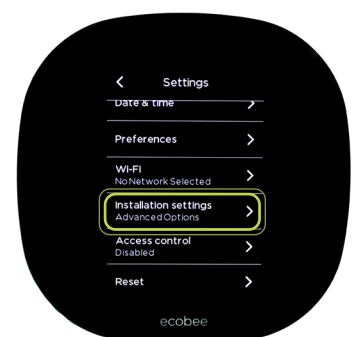 Settings
Date & time
Preferences
Wi-Fi
No Network Selected
Installation settings
Advanced Options
Access control
Disabled
Reset
ecobee